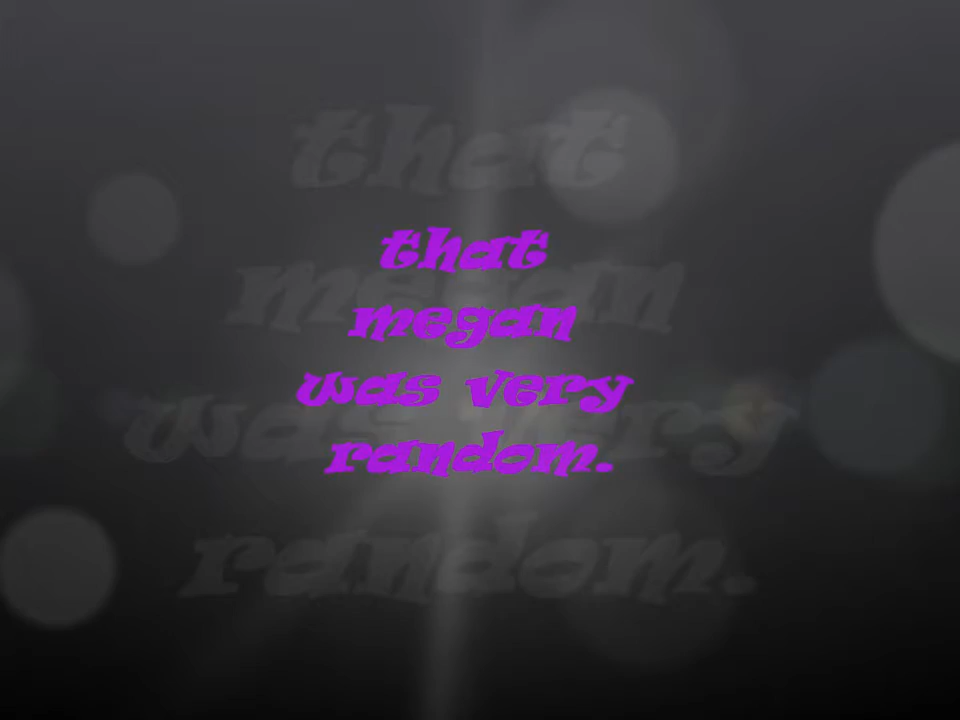 that
megan
was very
random.